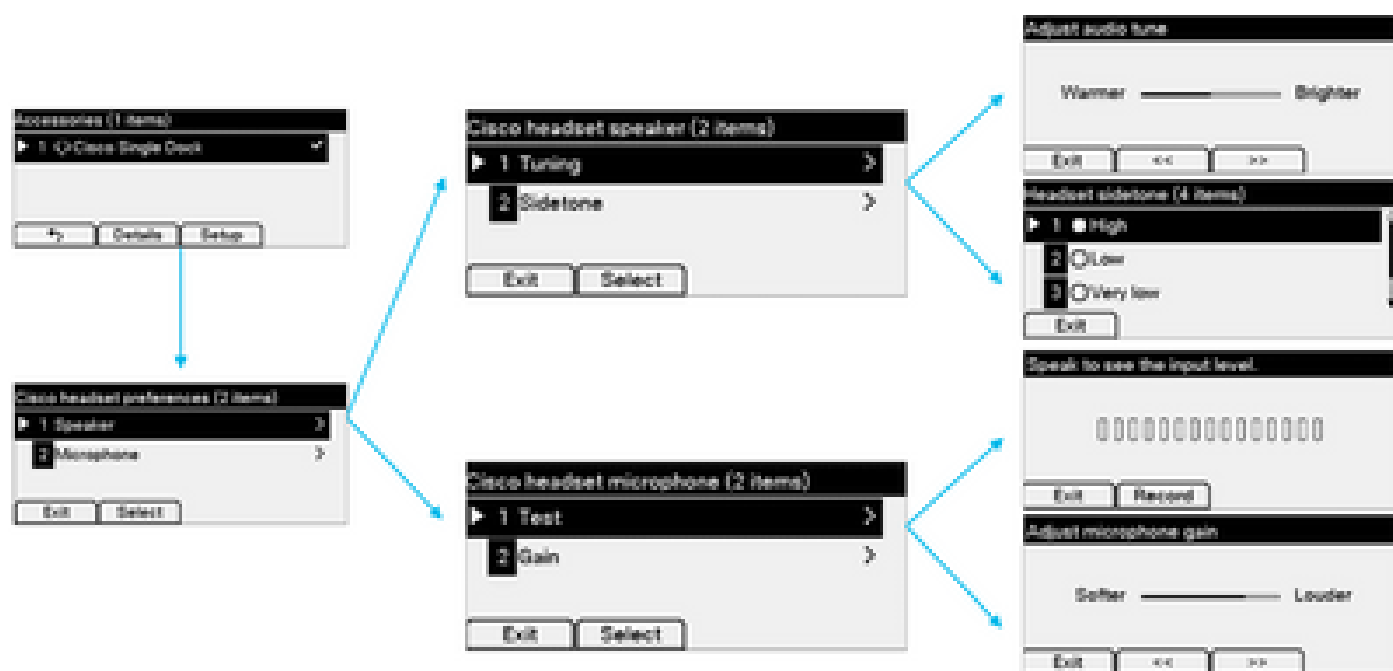 Accessories (1 items)
1 Cisco Single Dock
Details Setup
Cisco headset preferences (2 items)
1 Speaker >
2 Microphone >
Exit Select
Cisco headset speaker (2 items)
1 Tuning >
2 Sidetone >
Exit Select
Cisco headset microphone (2 items)
1 Test >
2 Gain >
Exit Select
Adjust audio tune
Warmer Brighter
Exit << >>
Headset sidetone (4 items)
1 High
2 Low
3 Very low
Exit
Speak to see the input level.
Exit Record
Adjust microphone gain
Softer Louder
Exit << >>